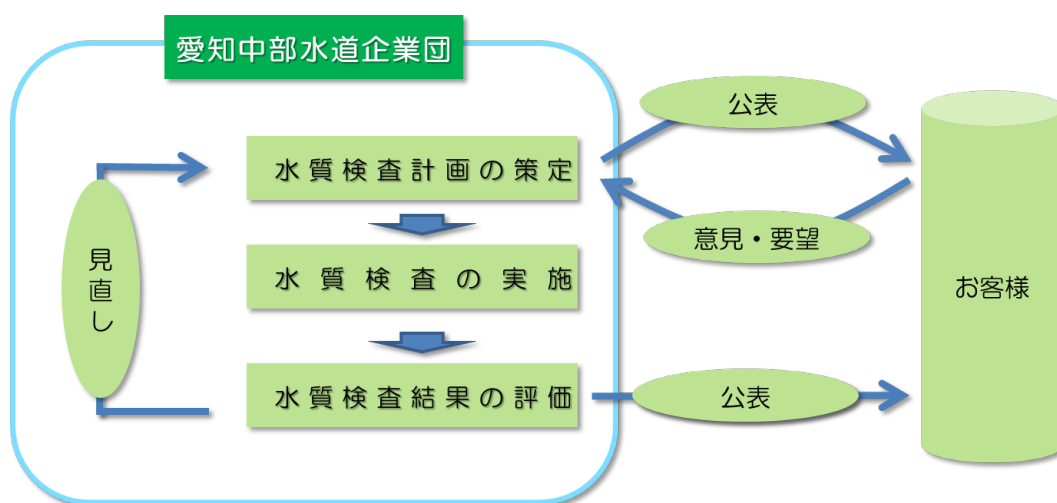 愛知中部水道企業団
公表
水質検査計画の策定
意見・要望
見直し
水質検査の実施
お客様
水質検査結果の評価
公表